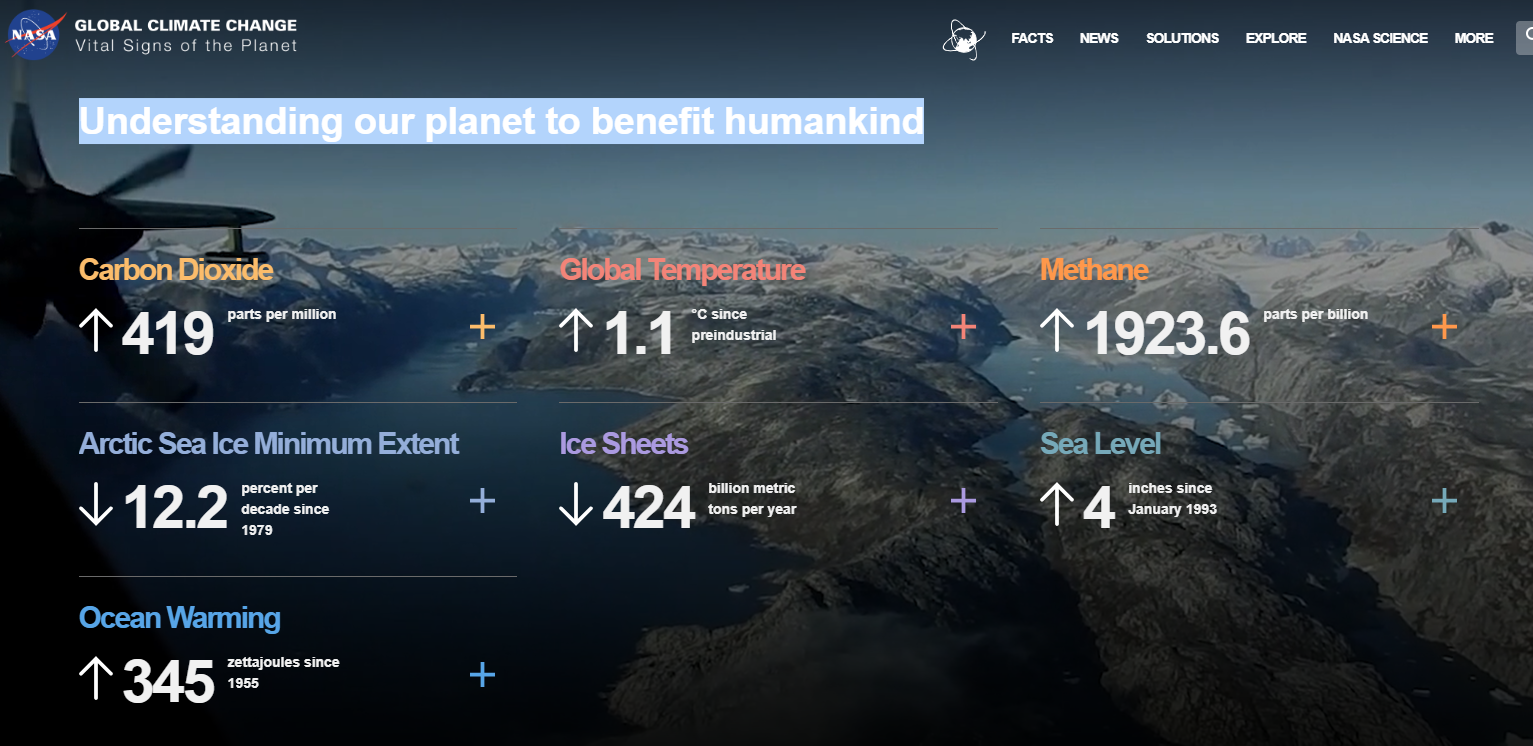 NASA
GLOBAL CLIMATE CHANGE
Vital Signs of the Planet
FACTS NEWS SOLUTIONS EXPLORE NASA SCIENCE MORE
Understanding our planet to benefit humankind
Carbon Dioxide
↑ 419 parts per million
+
Global Temperature
↑ 1.1 °C since
preindustrial
+
Methane
↑ 1923.6 parts per billion
+
Arctic Sea Ice Minimum Extent
↓ 12.2 percent per
decade since
1979
+
Ice Sheets
↓ 424 billion metric
tons per year
+
Sea Level
↑ 4 inches since
January 1993
+
Ocean Warming
↑ 345 zettajoules since
1955
+